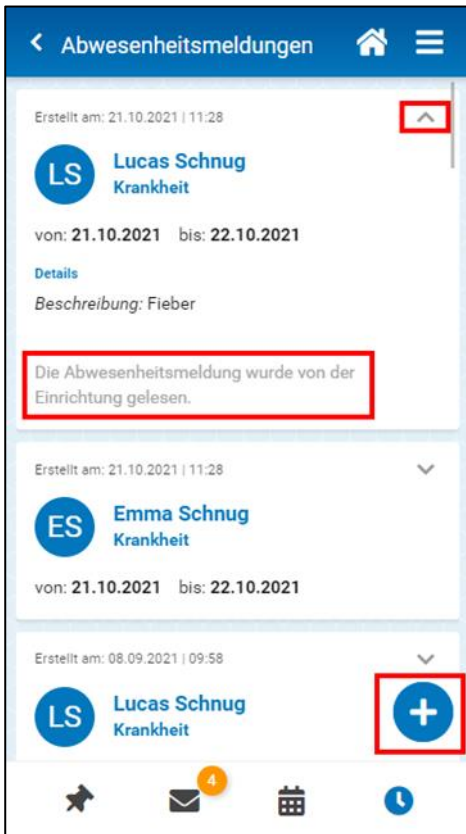 Abwesenheitsmeldungen
Erstellt am: 21.10.2021 | 11:28
LS
Lucas Schnug
Krankheit
von: 21.10.2021 bis: 22.10.2021
Details
Beschreibung: Fieber
Die Abwesenheitsmeldung wurde von der
Einrichtung gelesen.
Erstellt am: 21.10.2021 | 11:28
ES
Emma Schnug
Krankheit
von: 21.10.2021 bis: 22.10.2021
Erstellt am: 08.09.2021 | 09:58
LS
Lucas Schnug
Krankheit
4